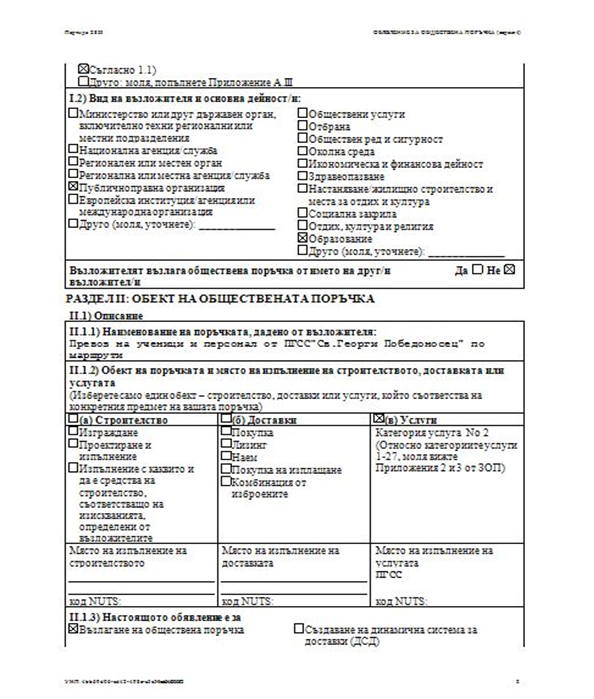 ОБЯВЛЕНИЕ ЗА ОБЩЕСТВЕНА ПОРЪЧКА
Съгласно 1.1)
Друго: моля, попълнете Приложение А III
I.2) Вид на възложителя и основна дейност/и:
Министерство или друг държавен орган,
включително техни регионални или
местни подразделения
Национална агенция/служба
Регионален или местен орган
Регионална или местна агенция/служба
Публичноправна организация
Европейска институция/агенция или
международна организация
Друго (моля, уточнете): ______________
Обществени услуги
Отбрана
Обществен ред и сигурност
Околна среда
Икономическа и финансова дейност
Здравеопазване
Настаняване/жилищно строителство и
места за отдих и култура
Социална закрила
Отдих, култура и религия
Образование
Друго (моля, уточнете): ______________
Възложителят възлага обществена поръчка от името на друг/и
възложител/и
Да Не
РАЗДЕЛ II: ОБЕКТ НА ОБЩЕСТВЕНАТА ПОРЪЧКА
II.1) Описание
II.1.1) Наименование на поръчката, дадено от възложителя:
Превоз на ученици и персонал от ПГСС"Св.Георги Победоносец" по
маршрути
II.1.2) Обект на поръчката и място на изпълнение на строителството, доставката или
услугата
(Изберете само един обект – строителство, доставки или услуги, който съответства на
конкретния предмет на вашата поръчка)
(а) Строителство
Изграждане
Проектиране и
изпълнение
Изпълнение с каквито и
да е средства на
строителство,
съответстващо на
изискванията,
определени от
възложителите
(б) Доставки
Покупка
Лизинг
Наем
Покупка на изплащане
Комбинация от
изброените
(в) Услуги
Категория услуга No 2
(Относно категориите услуги
1-27, моля вижте
Приложения 2 и 3 от ЗОП)
Място на изпълнение на
строителството
код NUTS:
Място на изпълнение на
доставката
код NUTS:
Място на изпълнение на
услугата
ПГСС
код NUTS:
II.1.3) Настоящото обявление е за
Възлагане на обществена поръчка
Създаване на динамична система за
доставки (ДСД)